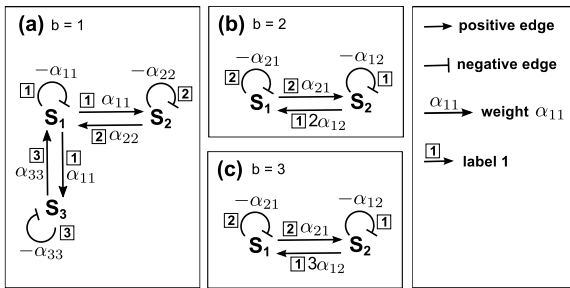 (a) b = 1
−α₁₁
−α₂₂
1
1 α₁₁
2
S₁
S₂
2 α₂₂
3
1
α₃₃
α₁₁
S₃
3
−α₃₃
(b) b = 2
−α₂₁
−α₁₂
2
2 α₂₁
1
S₁
S₂
1 2α₁₂
(c) b = 3
−α₂₁
−α₁₂
2
2 α₂₁
1
S₁
S₂
1 3α₁₂
positive edge
negative edge
α₁₁ weight α₁₁
1
label 1